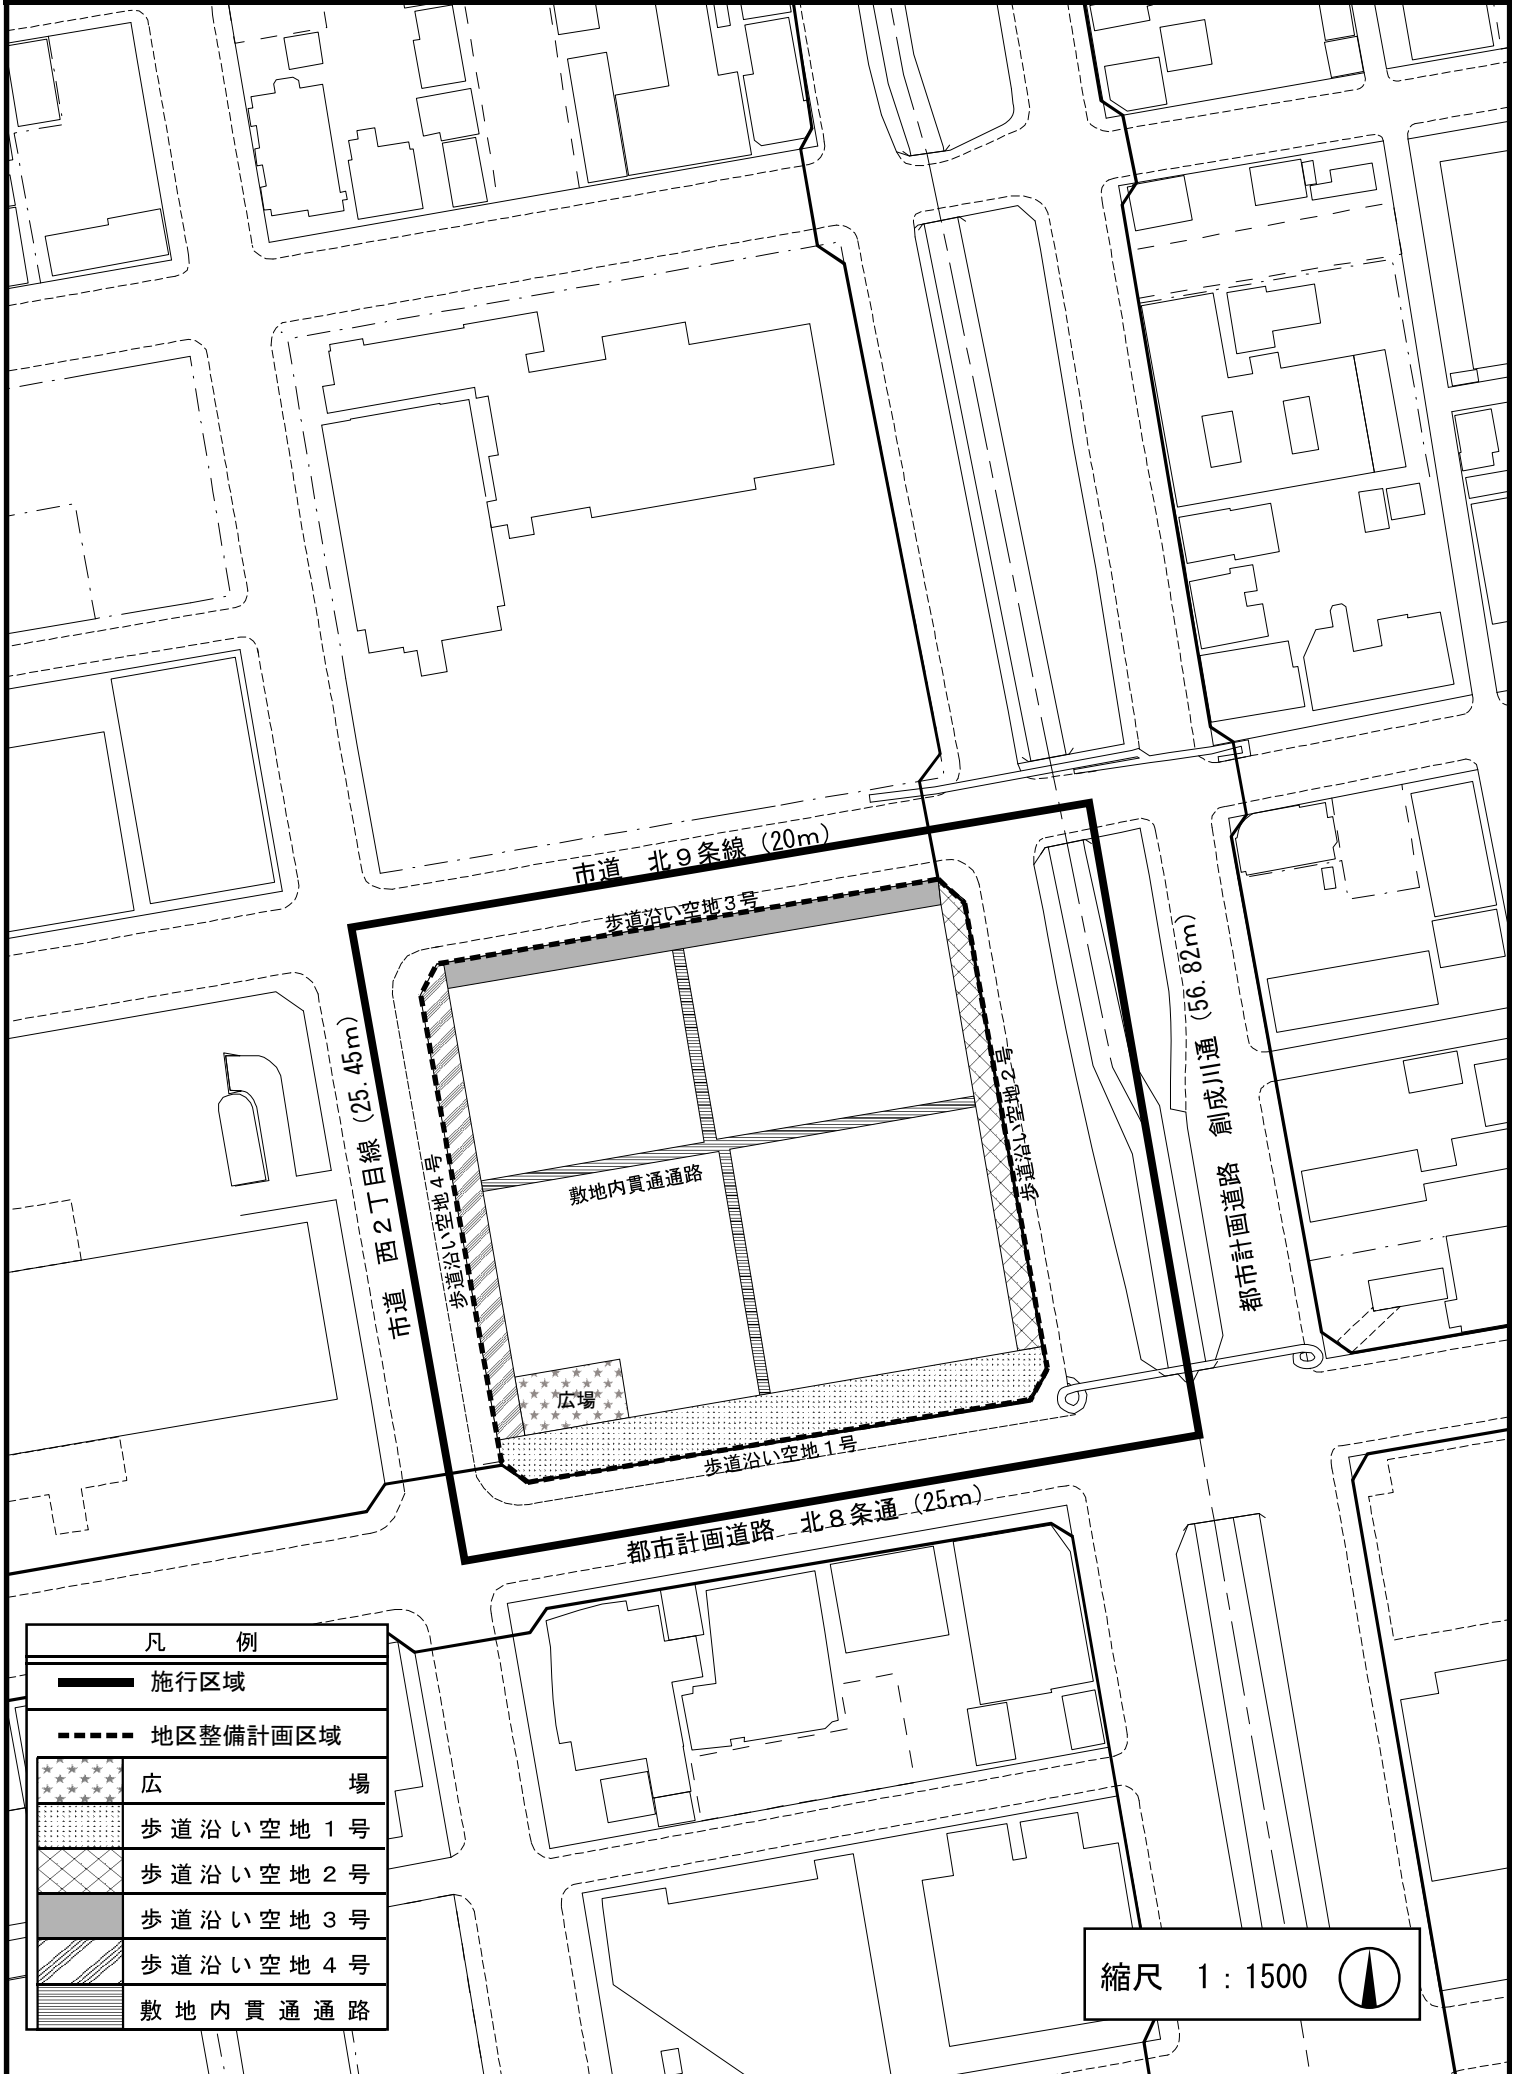 市道　北９条線（20m）
歩道沿い空地３号
市道　西２丁目線（25.45m）
歩道沿い空地４号
敷地内貫通通路
歩道沿い空地２号
都市計画道路　創成川通（56.82m）
広場
歩道沿い空地１号
都市計画道路　北８条通（25m）
凡　例
施行区域
地区整備計画区域
広　場
歩道沿い空地１号
歩道沿い空地２号
歩道沿い空地３号
歩道沿い空地４号
敷地内貫通通路
縮尺　1：1500